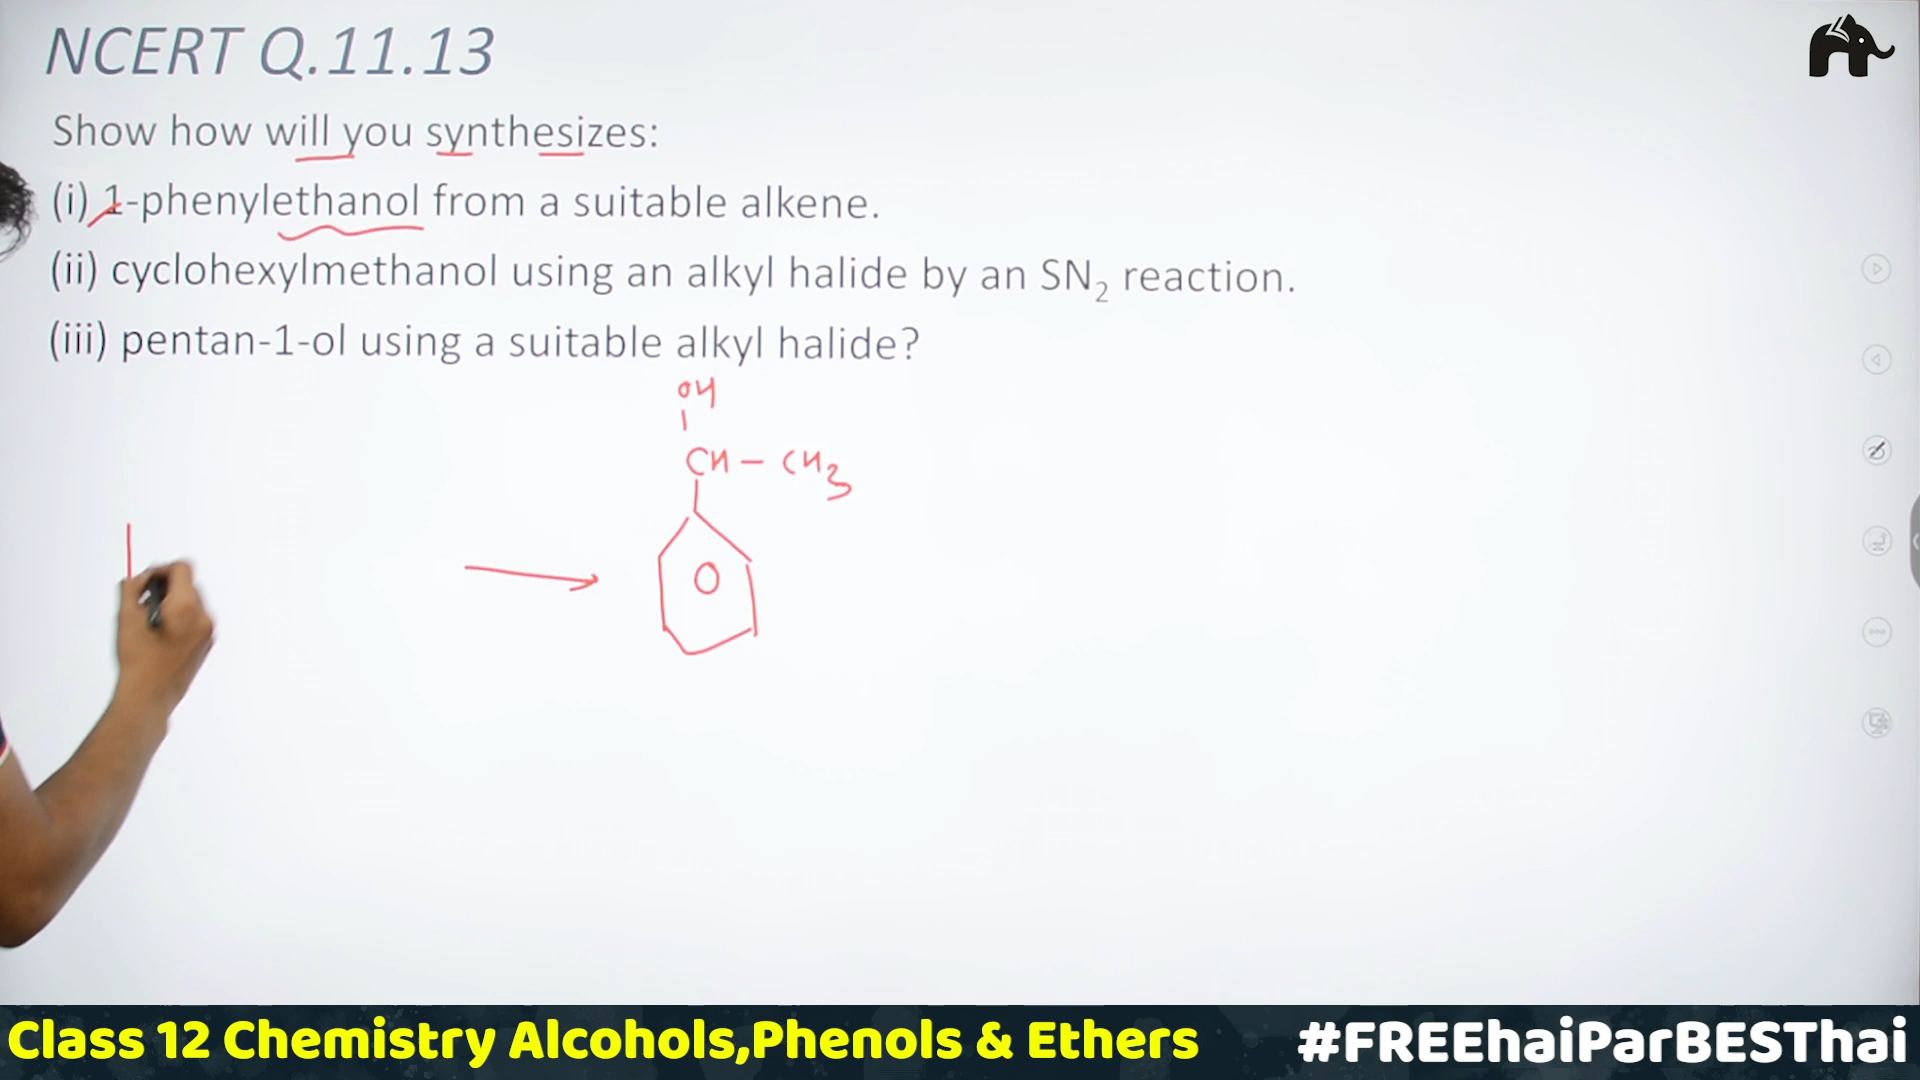 NCERT Q.11.13
Show how will you synthesizes:
(i) 1-phenylethanol from a suitable alkene.
(ii) cyclohexylmethanol using an alkyl halide by an SN₂ reaction.
(iii) pentan-1-ol using a suitable alkyl halide?
OH
CH – CH₃
Class 12 Chemistry Alcohols,Phenols & Ethers
#FREEhaiParBESThai